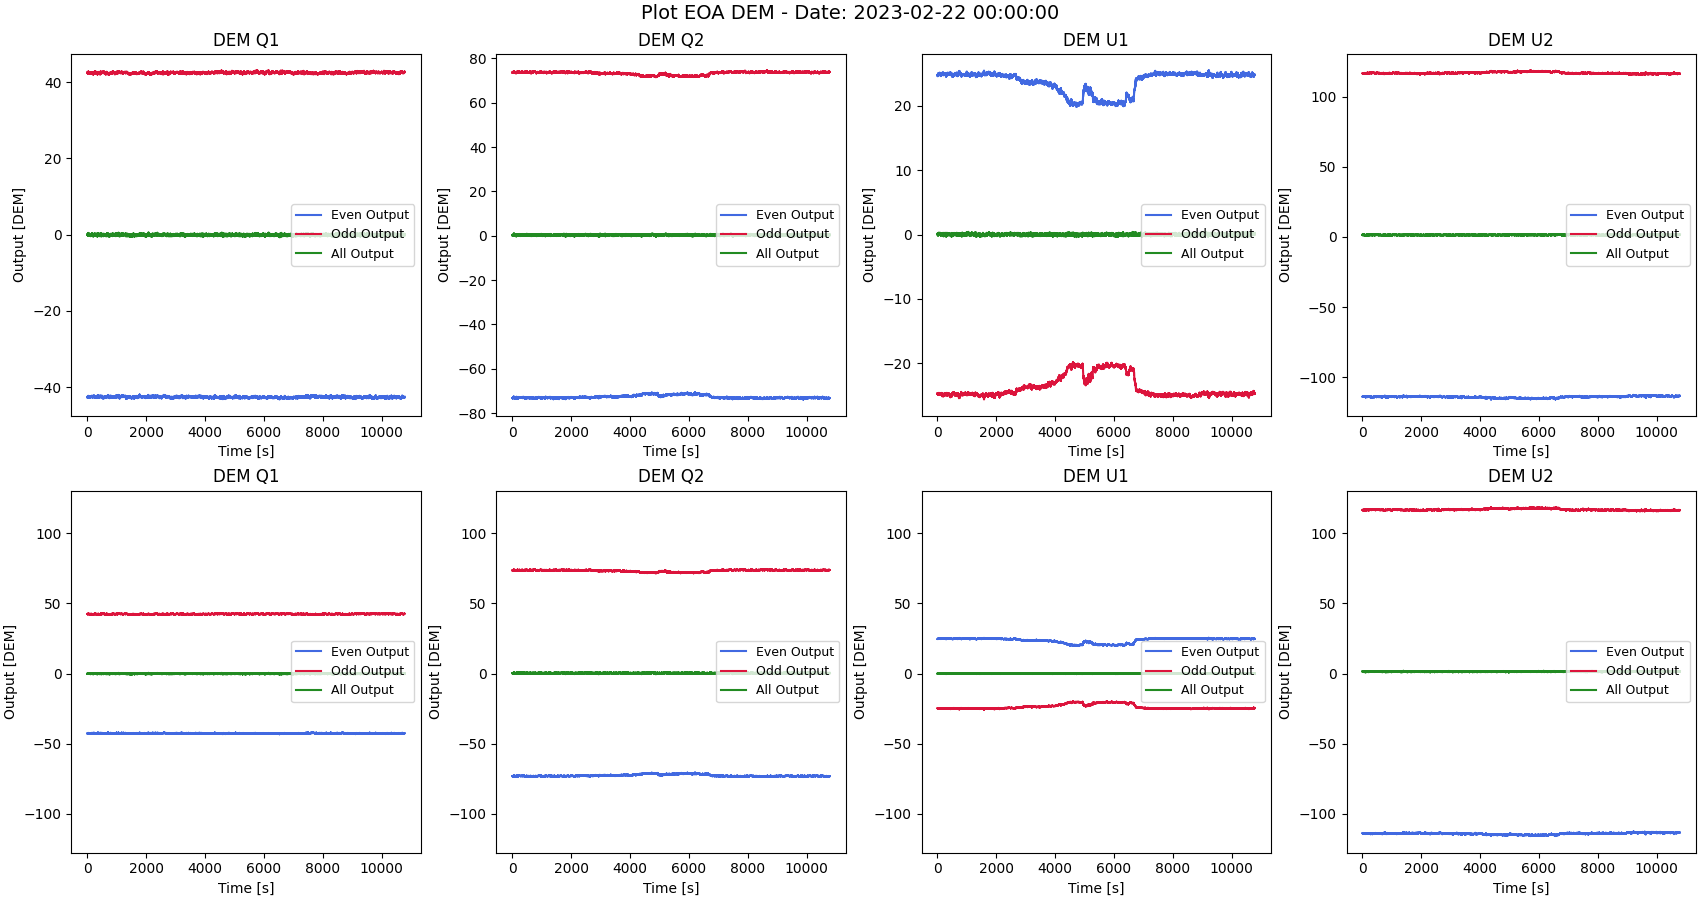 Plot EOA DEM - Date: 2023-02-22 00:00:00
DEM Q1
Output [DEM]
40
20
0
−20
−40
0 2000 4000 6000 8000 10000
Time [s]
Even Output
Odd Output
All Output
DEM Q2
Output [DEM]
80
60
40
20
0
−20
−40
−60
−80
0 2000 4000 6000 8000 10000
Time [s]
Even Output
Odd Output
All Output
DEM U1
Output [DEM]
20
10
0
−10
−20
0 2000 4000 6000 8000 10000
Time [s]
Even Output
Odd Output
All Output
DEM U2
Output [DEM]
100
50
0
−50
−100
0 2000 4000 6000 8000 10000
Time [s]
Even Output
Odd Output
All Output
DEM Q1
Output [DEM]
100
50
0
−50
−100
0 2000 4000 6000 8000 10000
Time [s]
Even Output
Odd Output
All Output
DEM Q2
Output [DEM]
100
50
0
−50
−100
0 2000 4000 6000 8000 10000
Time [s]
Even Output
Odd Output
All Output
DEM U1
Output [DEM]
100
50
0
−50
−100
0 2000 4000 6000 8000 10000
Time [s]
Even Output
Odd Output
All Output
DEM U2
Output [DEM]
100
50
0
−50
−100
0 2000 4000 6000 8000 10000
Time [s]
Even Output
Odd Output
All Output